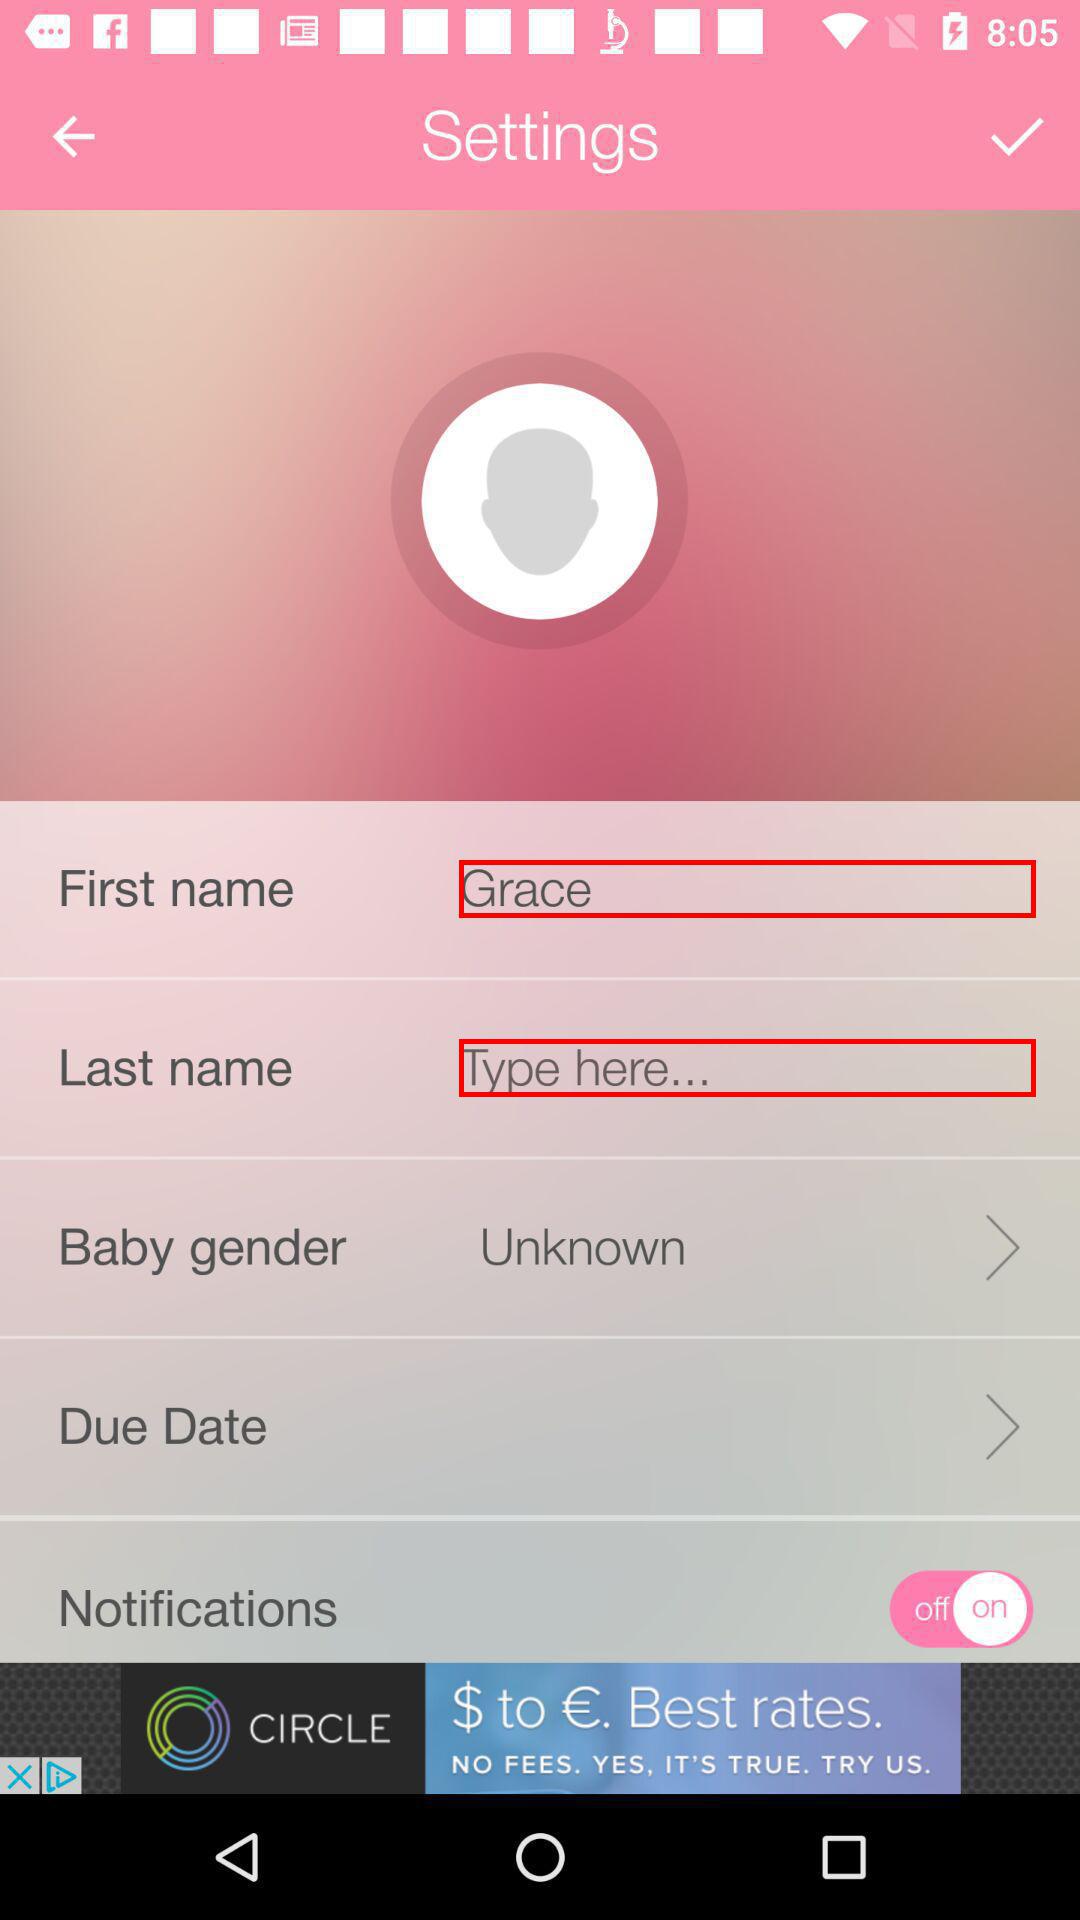 8:05
Settings
First name Grace
Last name Type here...
Baby gender Unknown
Due Date
Notifications off on
CIRCLE $ to €. Best rates.
NO FEES. YES, IT'S TRUE. TRY US.